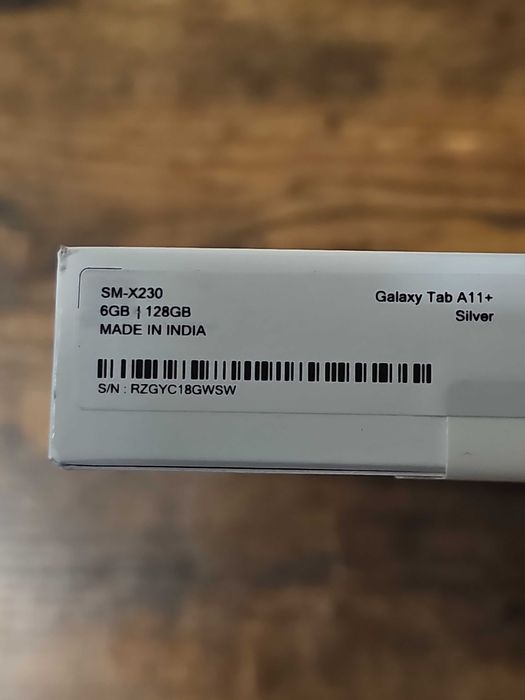 SM-X230
6GB | 128GB
MADE IN INDIA
Galaxy Tab A11+
Silver
S/N : RZGYC18GWSW